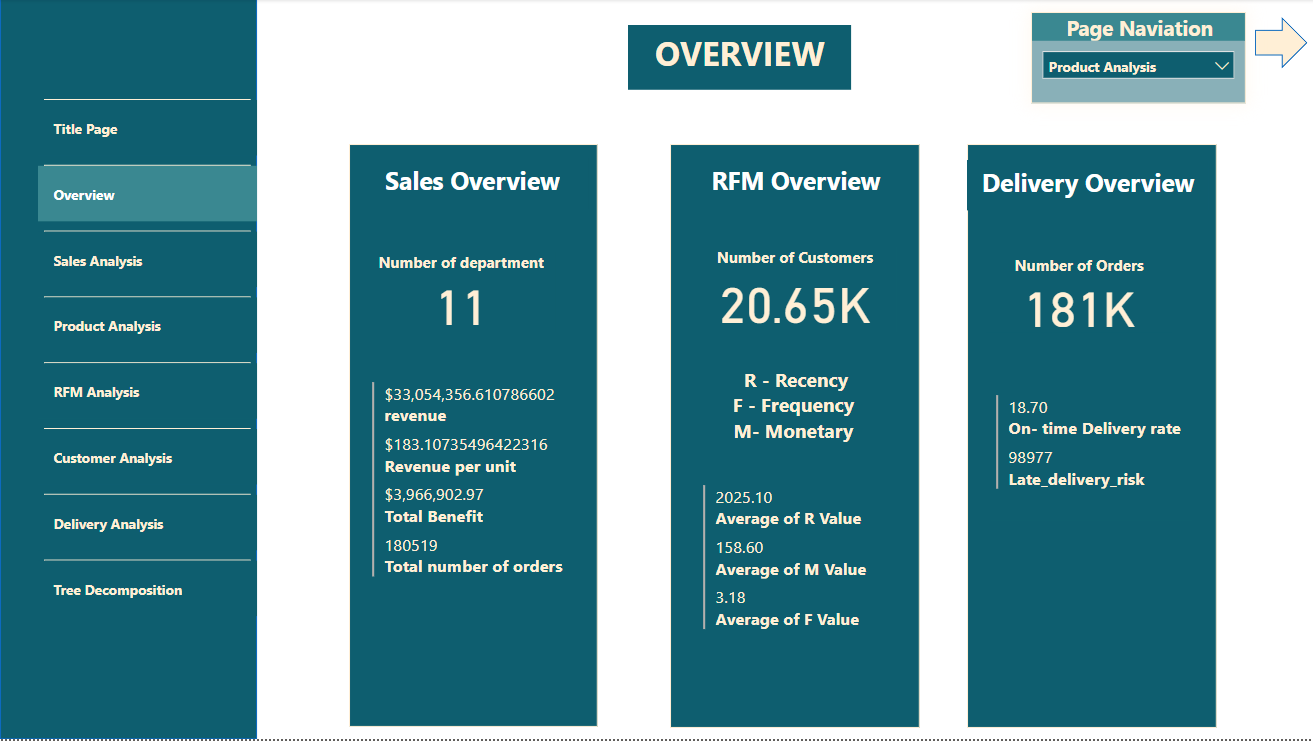 OVERVIEW
Page Naviation
Product Analysis
Title Page
Overview
Sales Analysis
Product Analysis
RFM Analysis
Customer Analysis
Delivery Analysis
Tree Decomposition
Sales Overview
Number of department
11
$33,054,356.610786602
revenue
$183.10735496422316
Revenue per unit
$3,966,902.97
Total Benefit
180519
Total number of orders
RFM Overview
Number of Customers
20.65K
R - Recency
F - Frequency
M- Monetary
2025.10
Average of R Value
158.60
Average of M Value
3.18
Average of F Value
Delivery Overview
Number of Orders
181K
18.70
On- time Delivery rate
98977
Late_delivery_risk